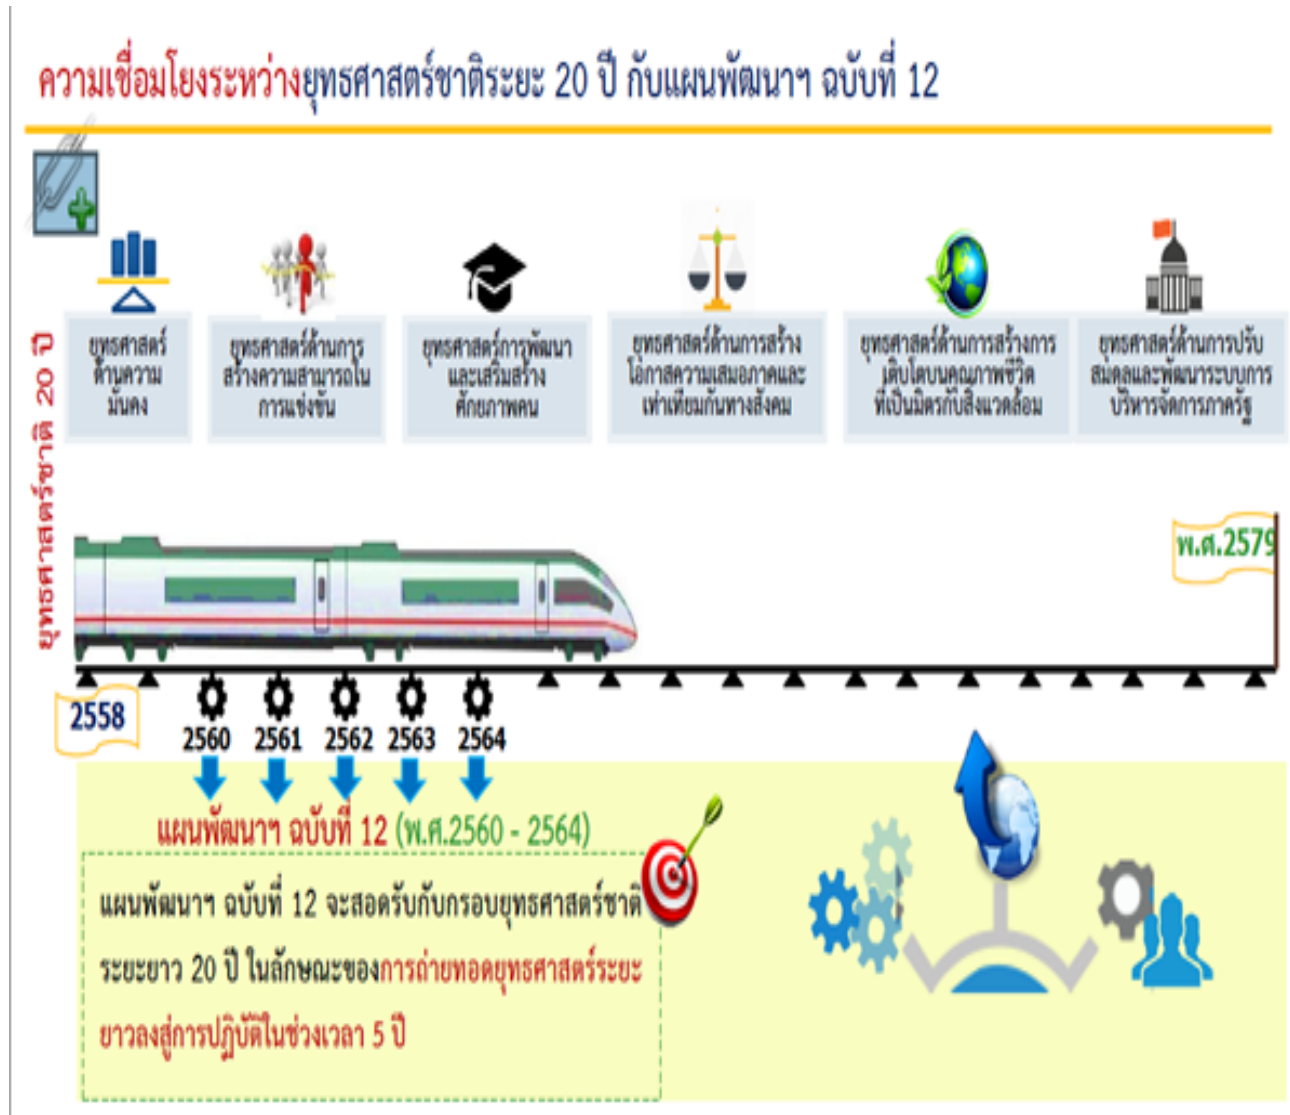 ความเชื่อมโยงระหว่างยุทธศาสตร์ชาติระยะ 20 ปี กับแผนพัฒนาฯ ฉบับที่ 12
ยุทธศาสตร์ชาติ 20 ปี
ยุทธศาสตร์
ด้านความ
มั่นคง
ยุทธศาสตร์ด้านการ
สร้างความสามารถใน
การแข่งขัน
ยุทธศาสตร์การพัฒนา
และเสริมสร้าง
ศักยภาพคน
ยุทธศาสตร์ด้านการสร้าง
โอกาสความเสมอภาคและ
เท่าเทียมกันทางสังคม
ยุทธศาสตร์ด้านการสร้างการ
เติบโตบนคุณภาพชีวิต
ที่เป็นมิตรกับสิ่งแวดล้อม
ยุทธศาสตร์ด้านการปรับ
สมดุลและพัฒนาระบบการ
บริหารจัดการภาครัฐ
พ.ศ.2579
2558
2560 2561 2562 2563 2564
แผนพัฒนาฯ ฉบับที่ 12 (พ.ศ.2560 - 2564)
แผนพัฒนาฯ ฉบับที่ 12 จะสอดรับกับกรอบยุทธศาสตร์ชาติ
ระยะยาว 20 ปี ในลักษณะของการถ่ายทอดยุทธศาสตร์ระยะ
ยาวลงสู่การปฏิบัติในช่วงเวลา 5 ปี